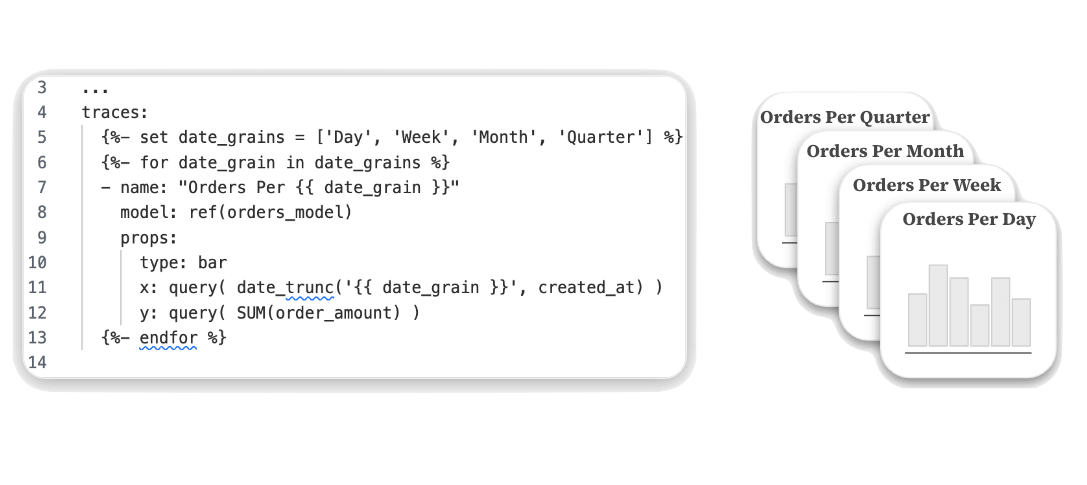 3 ...
4 traces:
5 {%- set date_grains = ['Day', 'Week', 'Month', 'Quarter'] %}
6 {%- for date_grain in date_grains %}
7 - name: "Orders Per {{ date_grain }}"
8 model: ref(orders_model)
9 props:
10 type: bar
11 x: query( date_trunc('{{ date_grain }}', created_at) )
12 y: query( SUM(order_amount) )
13 {%- endfor %}
14
Orders Per Quarter
Orders Per Month
Orders Per Week
Orders Per Day